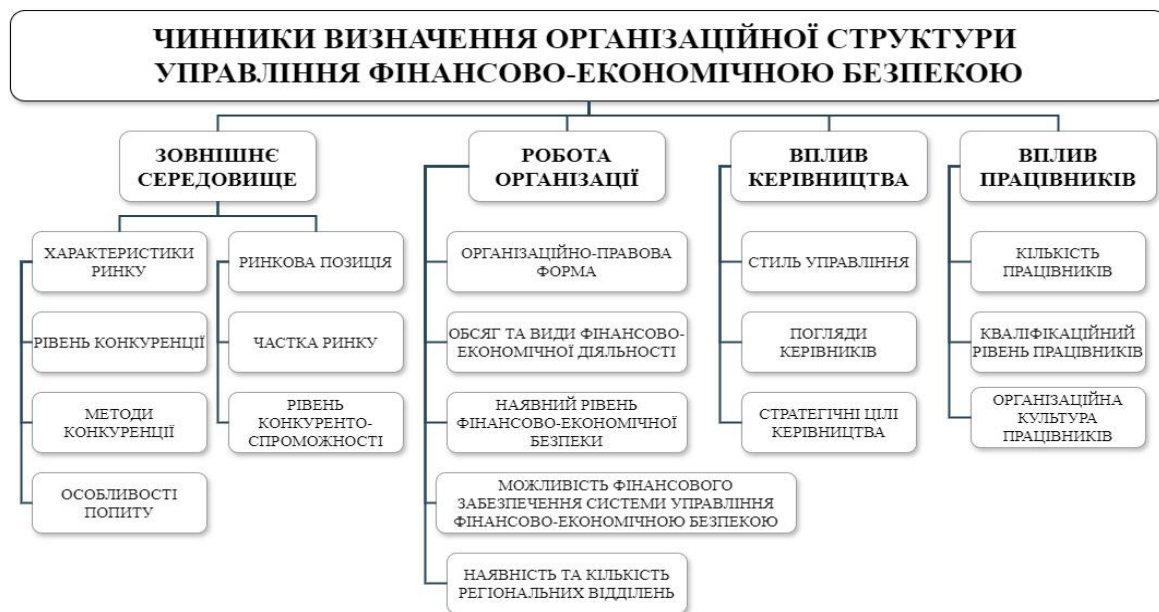 ЧИННИКИ ВИЗНАЧЕННЯ ОРГАНІЗАЦІЙНОЇ СТРУКТУРИ
УПРАВЛІННЯ ФІНАНСОВО-ЕКОНОМІЧНОЮ БЕЗПЕКОЮ
ЗОВНІШНЄ
СЕРЕДОВИЩЕ
ХАРАКТЕРИСТИКИ
РИНКУ
РІВЕНЬ КОНКУРЕНЦІЇ
МЕТОДИ
КОНКУРЕНЦІЇ
ОСОБЛИВОСТІ
ПОПИТУ
РИНКОВА ПОЗИЦІЯ
ЧАСТКА РИНКУ
РІВЕНЬ
КОНКУРЕНТО-
СПРОМОЖНОСТІ
РОБОТА
ОРГАНІЗАЦІЇ
ОРГАНІЗАЦІЙНО-ПРАВОВА
ФОРМА
ОБСЯГ ТА ВИДИ ФІНАНСОВО-
ЕКОНОМІЧНОЇ ДІЯЛЬНОСТІ
НАЯВНИЙ РІВЕНЬ
ФІНАНСОВО-ЕКОНОМІЧНОЇ
БЕЗПЕКИ
МОЖЛИВІСТЬ ФІНАНСОВОГО
ЗАБЕЗПЕЧЕННЯ СИСТЕМИ УПРАВЛІННЯ
ФІНАНСОВО-ЕКОНОМІЧНОЮ БЕЗПЕКОЮ
НАЯВНІСТЬ ТА КІЛЬКІСТЬ
РЕГІОНАЛЬНИХ ВІДДІЛЕНЬ
ВПЛИВ
КЕРІВНИЦТВА
СТИЛЬ УПРАВЛІННЯ
ПОГЛЯДИ
КЕРІВНИКІВ
СТРАТЕГІЧНІ ЦІЛІ
КЕРІВНИЦТВА
ВПЛИВ
ПРАЦІВНИКІВ
КІЛЬКІСТЬ
ПРАЦІВНИКІВ
КВАЛІФІКАЦІЙНИЙ
РІВЕНЬ ПРАЦІВНИКІВ
ОРГАНІЗАЦІЙНА
КУЛЬТУРА
ПРАЦІВНИКІВ